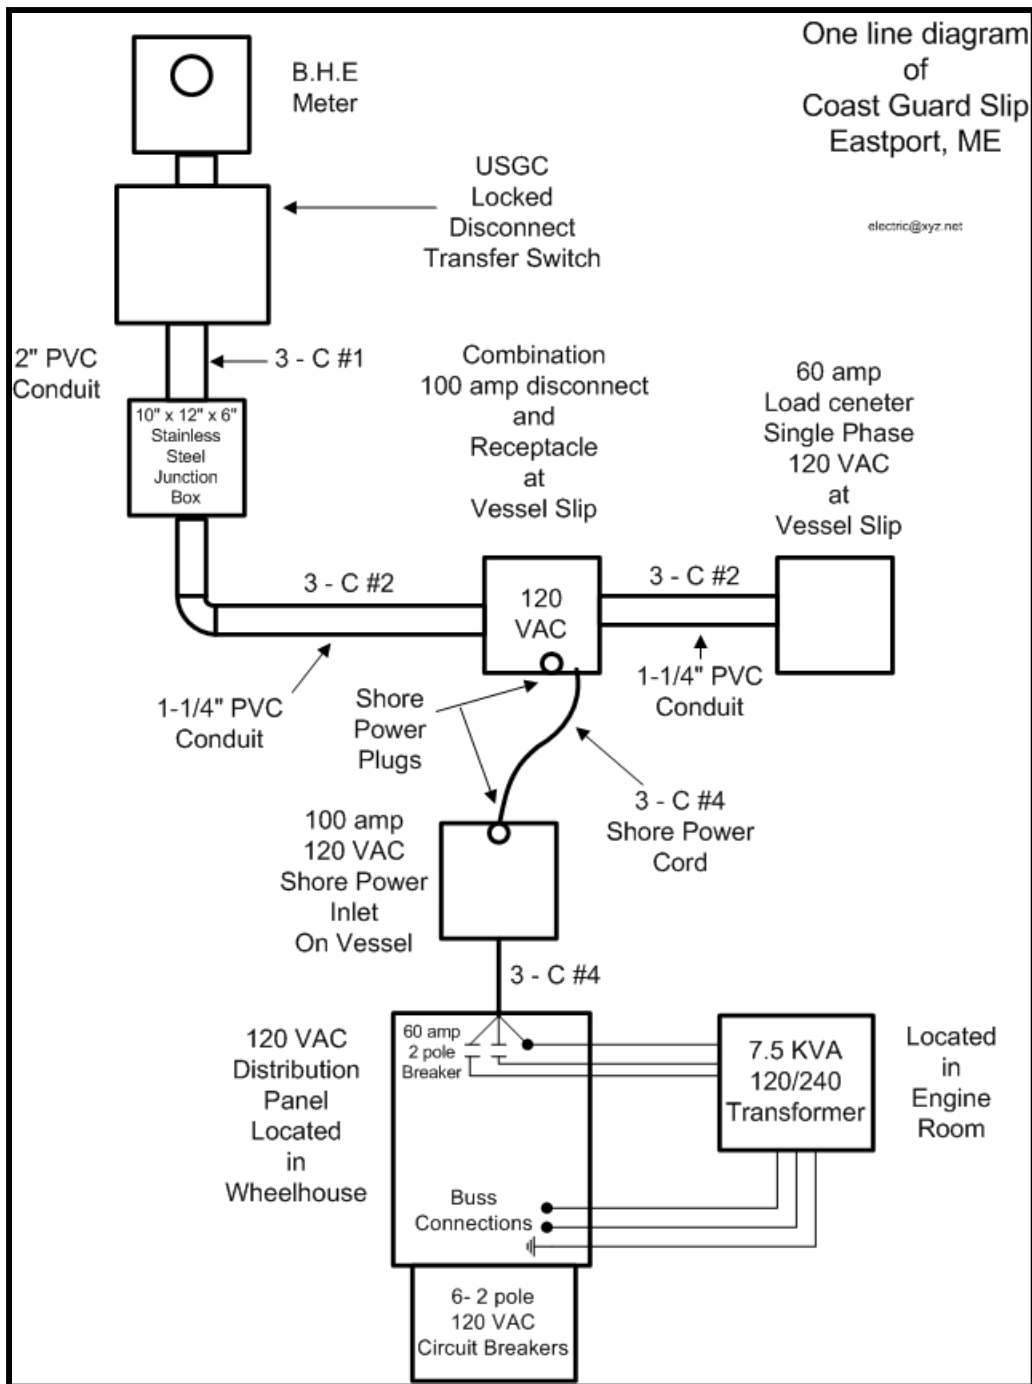 One line diagram
of
Coast Guard Slip
Eastport, ME
electric@xyz.net
B.H.E
Meter
USGC
Locked
Disconnect
Transfer Switch
2" PVC
Conduit
3 - C #1
10" x 12" x 6"
Stainless
Steel
Junction
Box
Combination
100 amp disconnect
and
Receptacle
at
Vessel Slip
60 amp
Load ceneter
Single Phase
120 VAC
at
Vessel Slip
3 - C #2
120
VAC
3 - C #2
1-1/4" PVC
Conduit
Shore
Power
Plugs
1-1/4" PVC
Conduit
3 - C #4
Shore Power
Cord
100 amp
120 VAC
Shore Power
Inlet
On Vessel
3 - C #4
120 VAC
Distribution
Panel
Located
in
Wheelhouse
60 amp
2 pole
Breaker
7.5 KVA
120/240
Transformer
Located
in
Engine
Room
Buss
Connections
6- 2 pole
120 VAC
Circuit Breakers